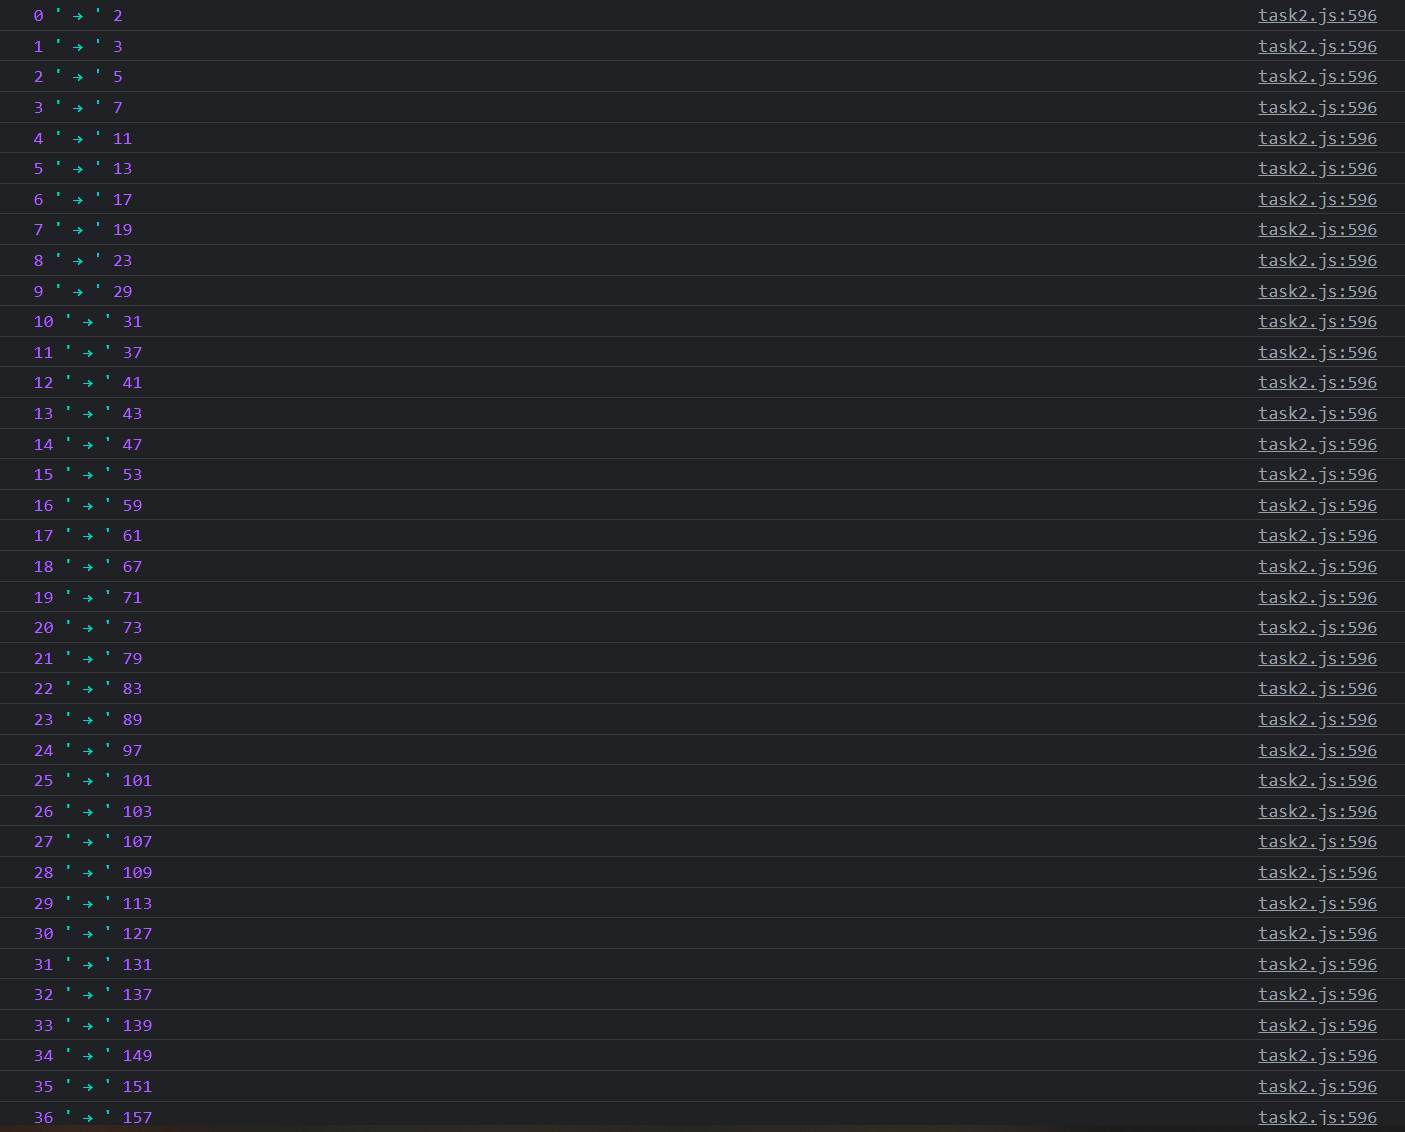 0 ' → ' 2 task2.js:596
1 ' → ' 3 task2.js:596
2 ' → ' 5 task2.js:596
3 ' → ' 7 task2.js:596
4 ' → ' 11 task2.js:596
5 ' → ' 13 task2.js:596
6 ' → ' 17 task2.js:596
7 ' → ' 19 task2.js:596
8 ' → ' 23 task2.js:596
9 ' → ' 29 task2.js:596
10 ' → ' 31 task2.js:596
11 ' → ' 37 task2.js:596
12 ' → ' 41 task2.js:596
13 ' → ' 43 task2.js:596
14 ' → ' 47 task2.js:596
15 ' → ' 53 task2.js:596
16 ' → ' 59 task2.js:596
17 ' → ' 61 task2.js:596
18 ' → ' 67 task2.js:596
19 ' → ' 71 task2.js:596
20 ' → ' 73 task2.js:596
21 ' → ' 79 task2.js:596
22 ' → ' 83 task2.js:596
23 ' → ' 89 task2.js:596
24 ' → ' 97 task2.js:596
25 ' → ' 101 task2.js:596
26 ' → ' 103 task2.js:596
27 ' → ' 107 task2.js:596
28 ' → ' 109 task2.js:596
29 ' → ' 113 task2.js:596
30 ' → ' 127 task2.js:596
31 ' → ' 131 task2.js:596
32 ' → ' 137 task2.js:596
33 ' → ' 139 task2.js:596
34 ' → ' 149 task2.js:596
35 ' → ' 151 task2.js:596
36 ' → ' 157 task2.js:596